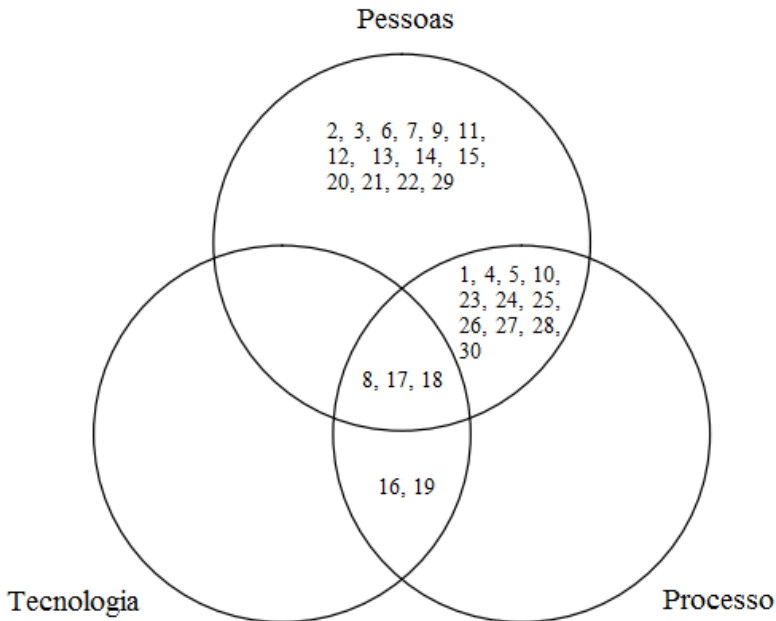 Pessoas
2, 3, 6, 7, 9, 11,
12, 13, 14, 15,
20, 21, 22, 29
1, 4, 5, 10,
23, 24, 25,
26, 27, 28,
30
8, 17, 18
16, 19
Tecnologia
Processo